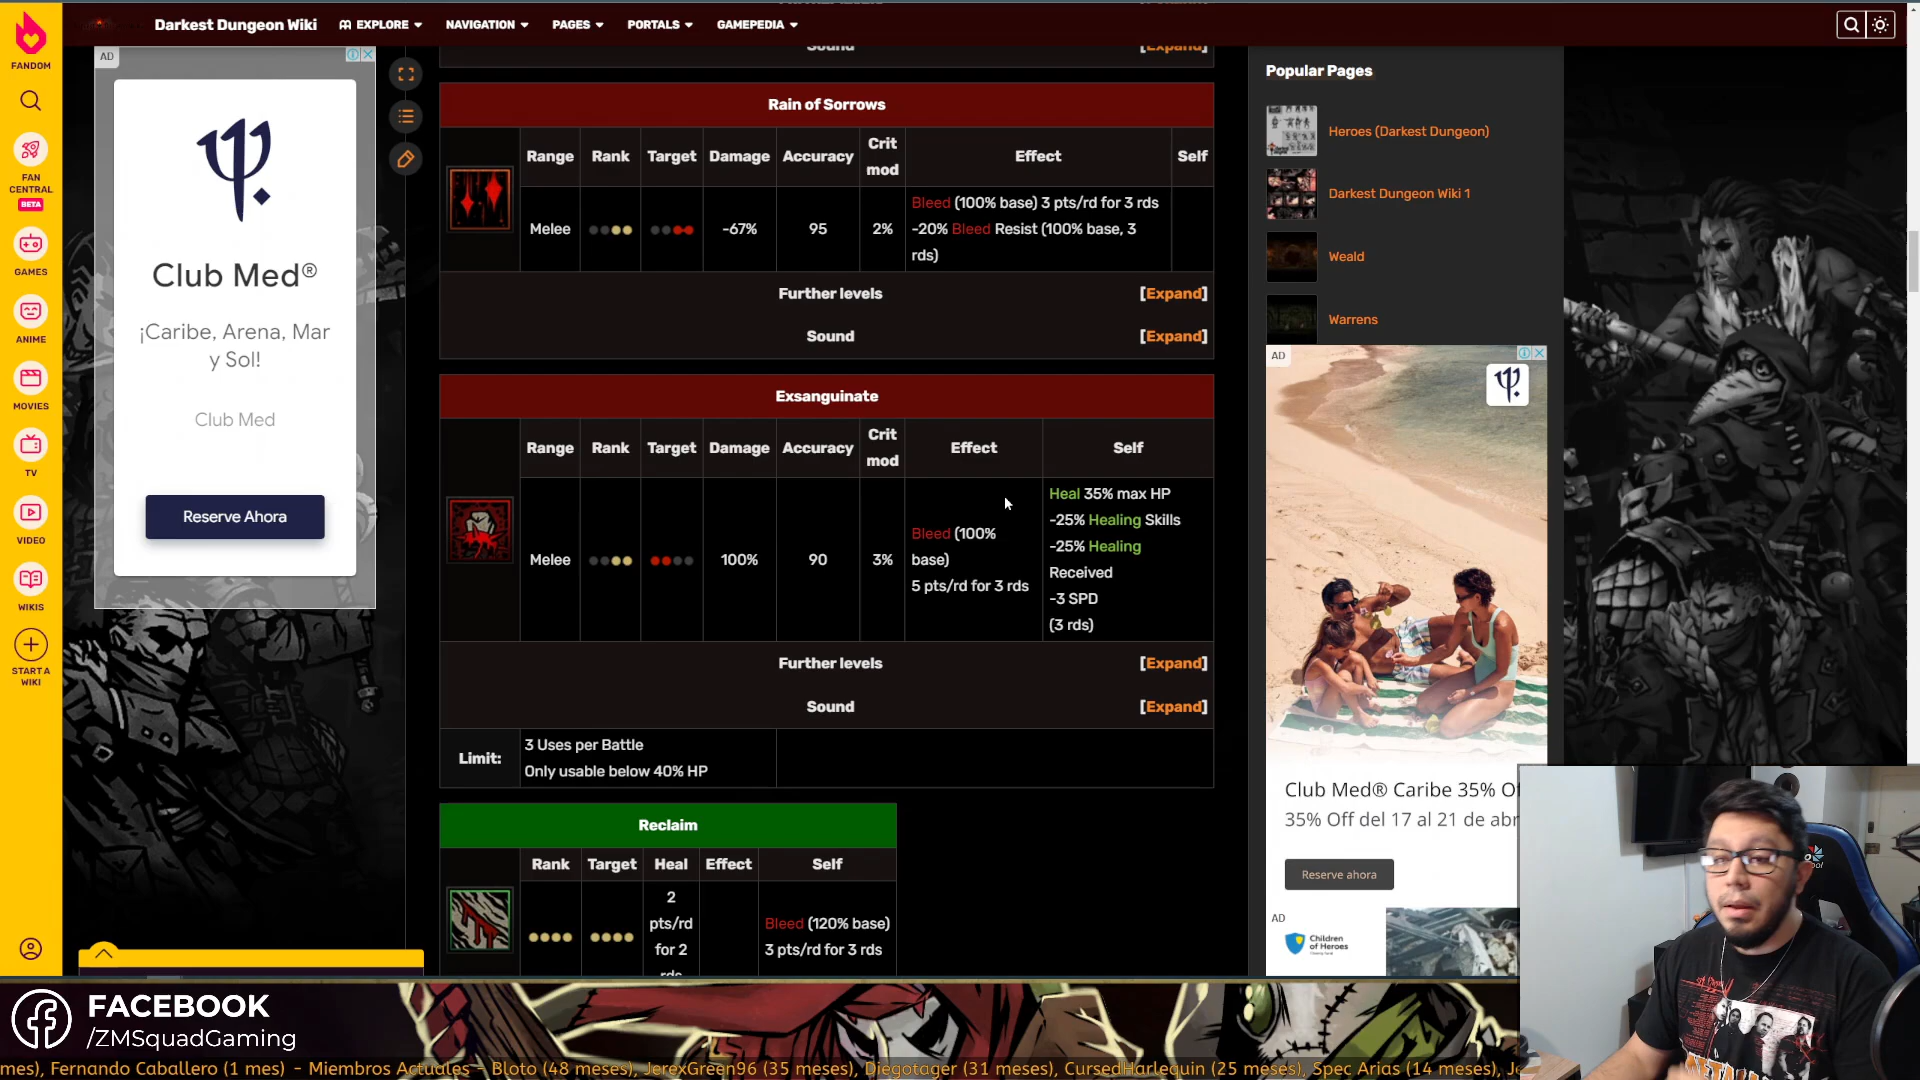 Darkest Dungeon Wiki
EXPLORE
NAVIGATION
PAGES
PORTALS
GAMEPEDIA
FANDOM
FAN
CENTRAL
BETA
GAMES
ANIME
MOVIES
TV
VIDEO
WIKIS
START A
WIKI
AD
Club Med®
¡Caribe, Arena, Mar
y Sol!
Club Med
Reserve Ahora
Sound
[Expand]
Rain of Sorrows
Range Rank Target Damage Accuracy Crit mod Effect Self
Melee -67% 95 2%
Bleed (100% base) 3 pts/rd for 3 rds
-20% Bleed Resist (100% base, 3
rds)
Further levels [Expand]
Sound [Expand]
Exsanguinate
Range Rank Target Damage Accuracy Crit mod Effect Self
Melee 100% 90 3%
Bleed (100%
base)
5 pts/rd for 3 rds
Heal 35% max HP
-25% Healing Skills
-25% Healing
Received
-3 SPD
(3 rds)
Further levels [Expand]
Sound [Expand]
Limit:
3 Uses per Battle
Only usable below 40% HP
Reclaim
Rank Target Heal Effect Self
2
pts/rd
for 2
rds
Bleed (120% base)
3 pts/rd for 3 rds
Popular Pages
Heroes (Darkest Dungeon)
Darkest Dungeon Wiki 1
Weald
Warrens
AD
Club Med® Caribe 35% O
35% Off del 17 al 21 de abr
Reserve ahora
AD
Children
of Heroes
FACEBOOK
/ZMSquadGaming
mes), Fernando Caballero (1 mes) - Miembros Actuales - Bloto (48 meses), JerexGreen96 (35 meses), Diegotager (31 meses), CursedHarlequin (25 meses), Spec Arias (14 meses), Je